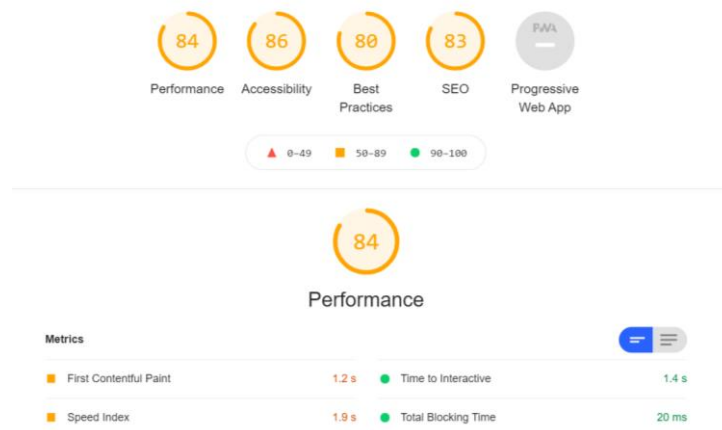 84 86 80 83 PWA
Performance Accessibility Best Practices SEO Progressive Web App
0–49 50–89 90–100
84
Performance
Metrics
First Contentful Paint 1.2 s Time to Interactive 1.4 s
Speed Index 1.9 s Total Blocking Time 20 ms